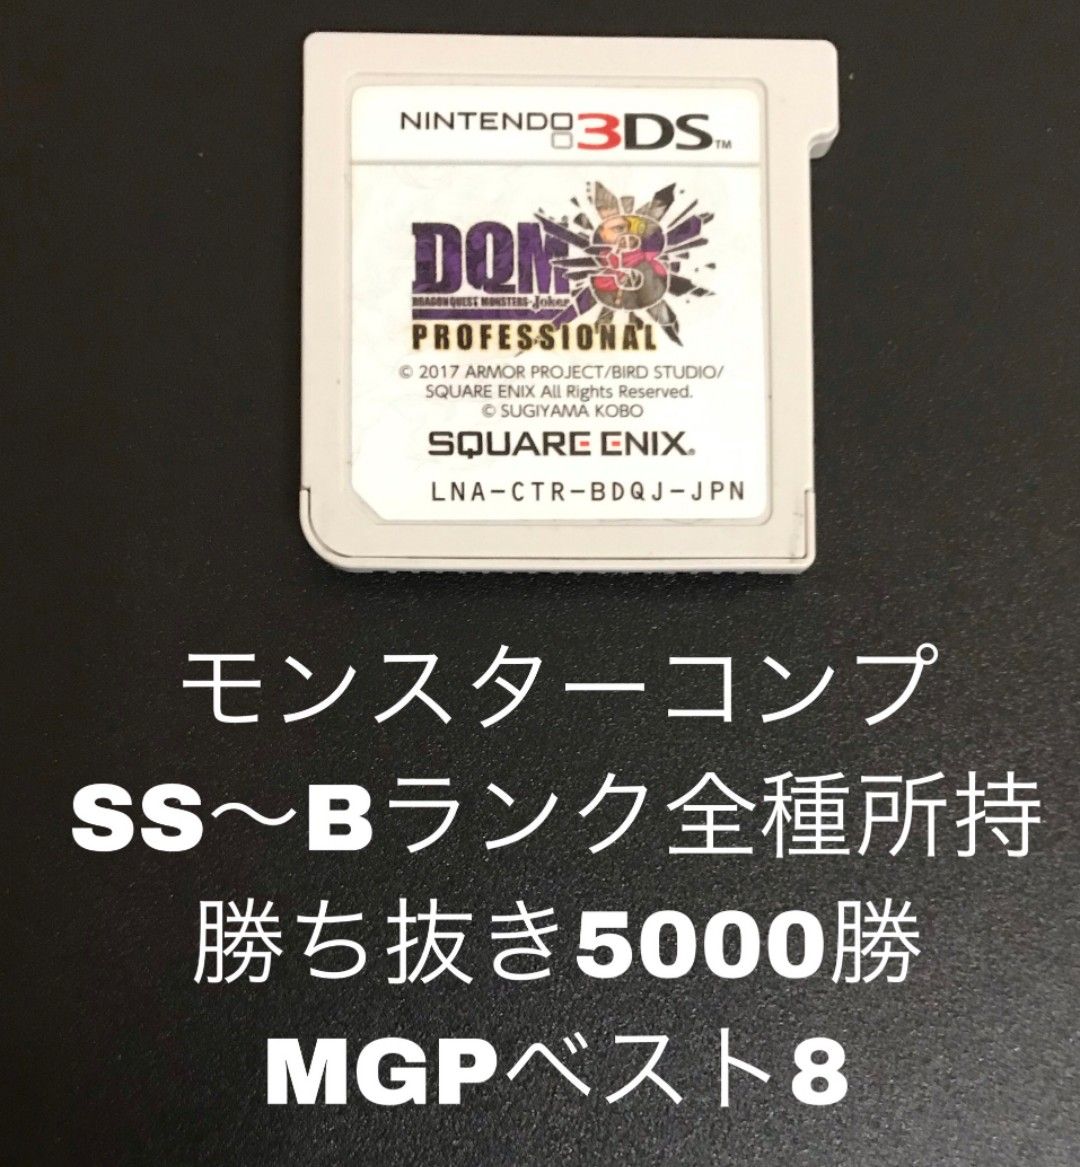 NINTENDO 3DS™
DQM
3
DRAGON QUEST MONSTERS-Joker
PROFESSIONAL
© 2017 ARMOR PROJECT/BIRD STUDIO/
SQUARE ENIX All Rights Reserved.
© SUGIYAMA KOBO
SQUARE ENIX®
LNA-CTR-BDQJ-JPN
モンスターコンプ
SS〜Bランク全種所持
勝ち抜き5000勝
MGPベスト8